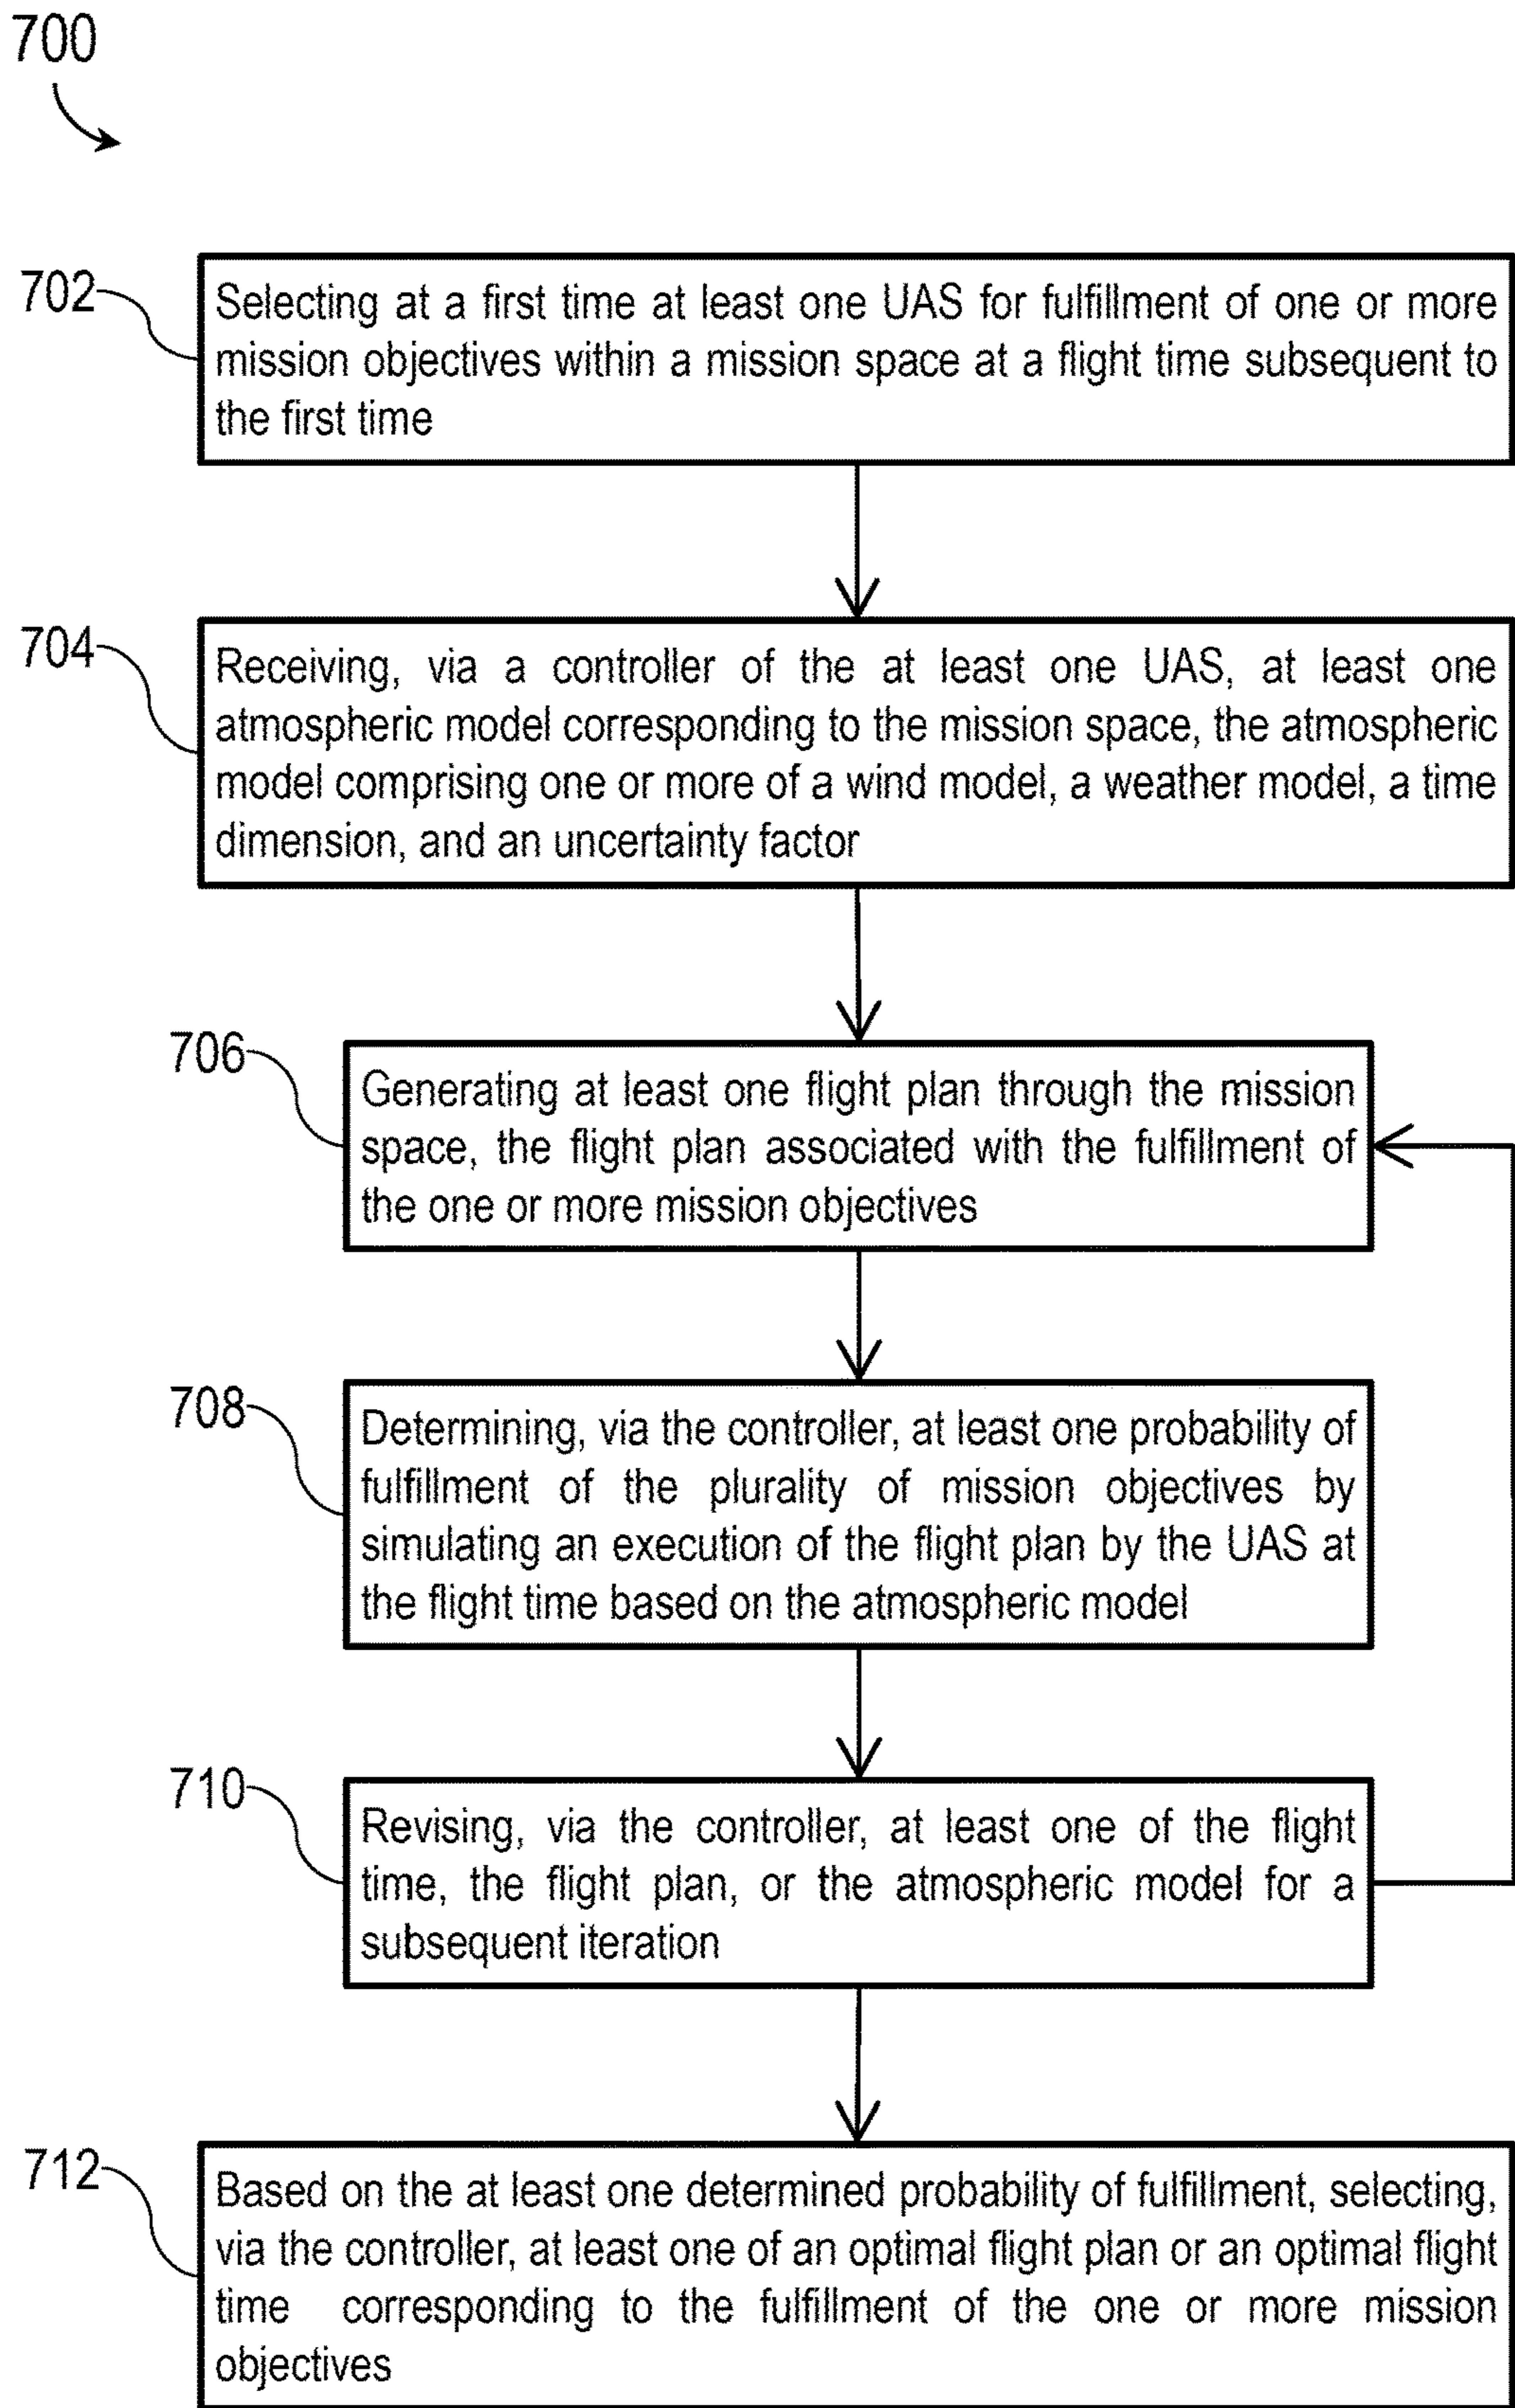 700
702
Selecting at a first time at least one UAS for fulfillment of one or more
mission objectives within a mission space at a flight time subsequent to
the first time
704
Receiving, via a controller of the at least one UAS, at least one
atmospheric model corresponding to the mission space, the atmospheric
model comprising one or more of a wind model, a weather model, a time
dimension, and an uncertainty factor
706
Generating at least one flight plan through the mission
space, the flight plan associated with the fulfillment of
the one or more mission objectives
708
Determining, via the controller, at least one probability of
fulfillment of the plurality of mission objectives by
simulating an execution of the flight plan by the UAS at
the flight time based on the atmospheric model
710
Revising, via the controller, at least one of the flight
time, the flight plan, or the atmospheric model for a
subsequent iteration
712
Based on the at least one determined probability of fulfillment, selecting,
via the controller, at least one of an optimal flight plan or an optimal flight
time corresponding to the fulfillment of the one or more mission
objectives